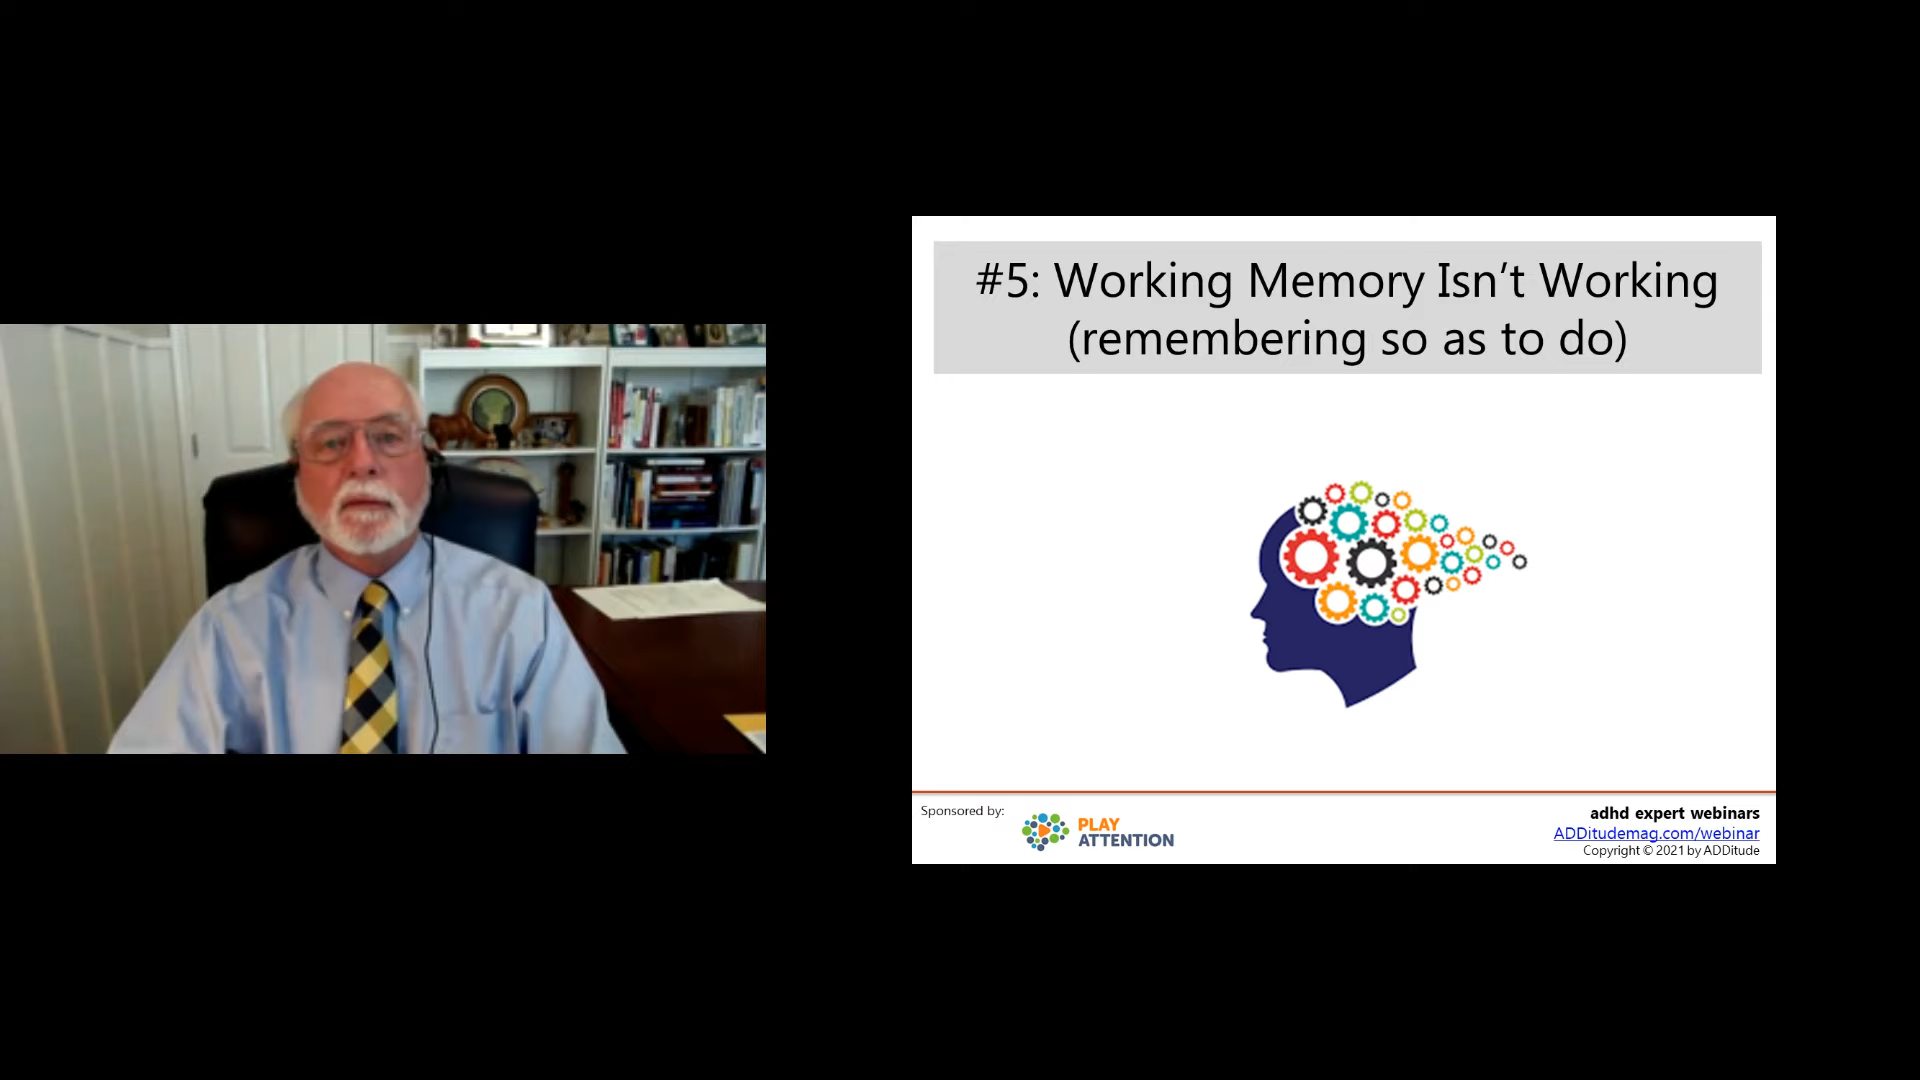 #5: Working Memory Isn’t Working
(remembering so as to do)
Sponsored by:
PLAY
ATTENTION
adhd expert webinars
ADDitudemag.com/webinar
Copyright © 2021 by ADDitude